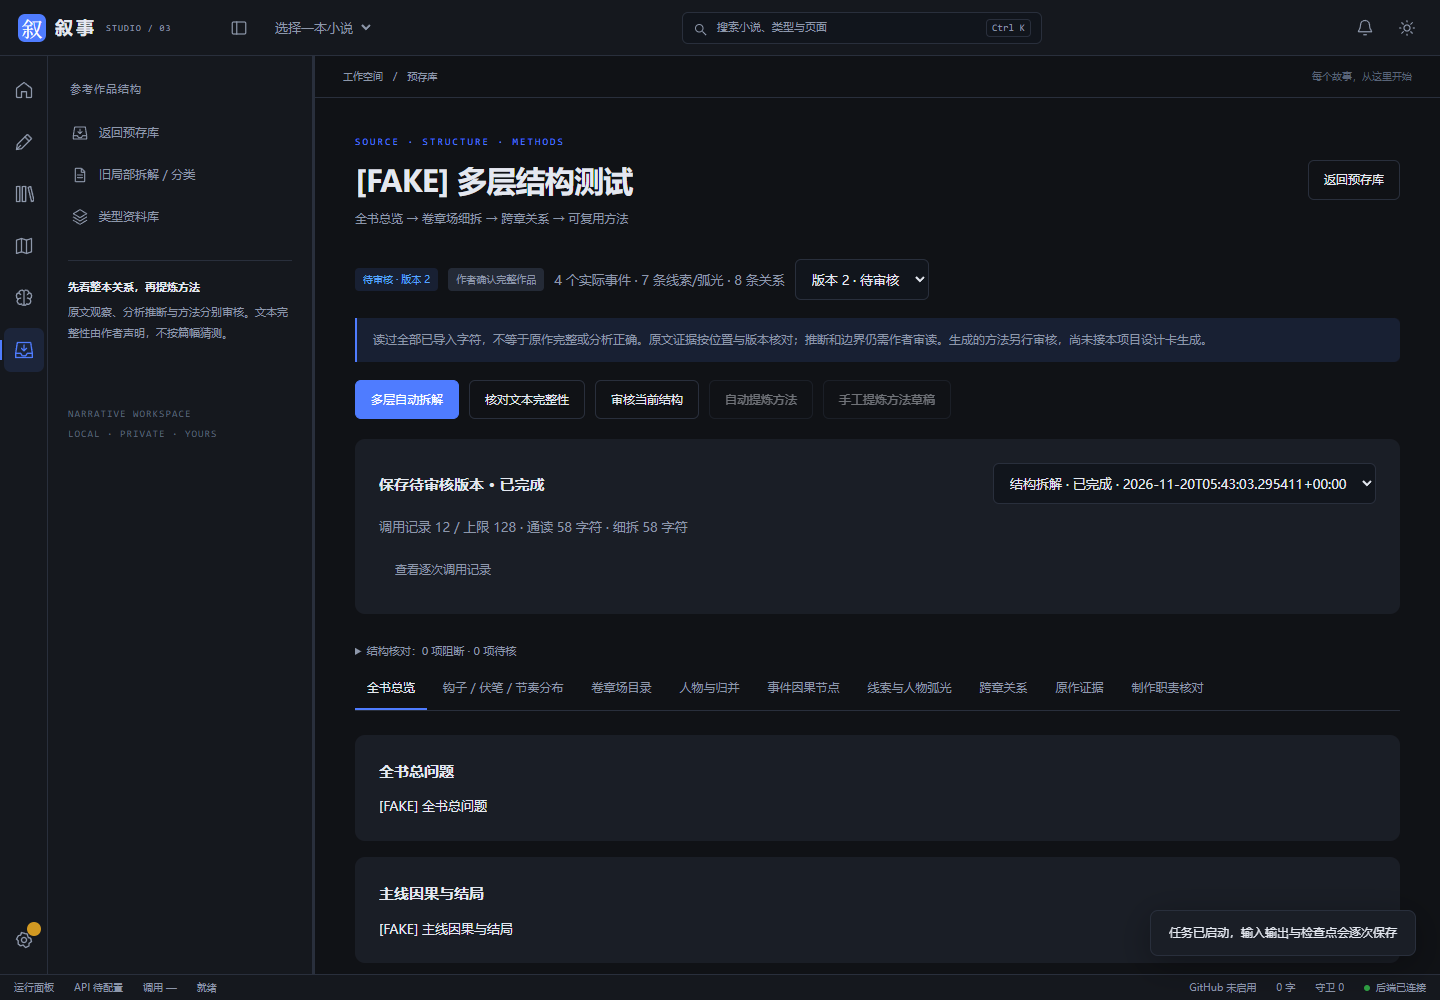 叙 叙事 STUDIO / 03 选择一本小说 搜索小说、类型与页面 Ctrl K
参考作品结构
返回预存库
旧局部拆解 / 分类
类型资料库
先看整本关系，再提炼方法
原文观察、分析推断与方法分别审核。文本完
整性由作者声明，不按篇幅猜测。
NARRATIVE WORKSPACE
LOCAL · PRIVATE · YOURS
工作空间 / 预存库 每个故事，从这里开始
SOURCE · STRUCTURE · METHODS
[FAKE] 多层结构测试
返回预存库
全书总览 → 卷章场细拆 → 跨章关系 → 可复用方法
待审核 · 版本 2 作者确认完整作品 4 个实际事件 · 7 条线索/弧光 · 8 条关系 版本 2 · 待审核
读过全部已导入字符，不等于原作完整或分析正确。原文证据按位置与版本核对；推断和边界仍需作者审读。生成的方法另行审核，尚未接本项目设计卡生成。
多层自动拆解 核对文本完整性 审核当前结构 自动提炼方法 手工提炼方法草稿
保存待审核版本 • 已完成 结构拆解 · 已完成 · 2026-11-20T05:43:03.295411+00:00
调用记录 12 / 上限 128 · 通读 58 字符 · 细拆 58 字符
查看逐次调用记录
结构核对：0 项阻断 · 0 项待核
全书总览 钩子 / 伏笔 / 节奏分布 卷章场目录 人物与归并 事件因果节点 线索与人物弧光 跨章关系 原作证据 制作职责核对
全书总问题
[FAKE] 全书总问题
主线因果与结局
[FAKE] 主线因果与结局
任务已启动，输入输出与检查点会逐次保存
运行面板 API 待配置 调用 — 就绪 GitHub 未启用 0 字 守卫 0 后端已连接